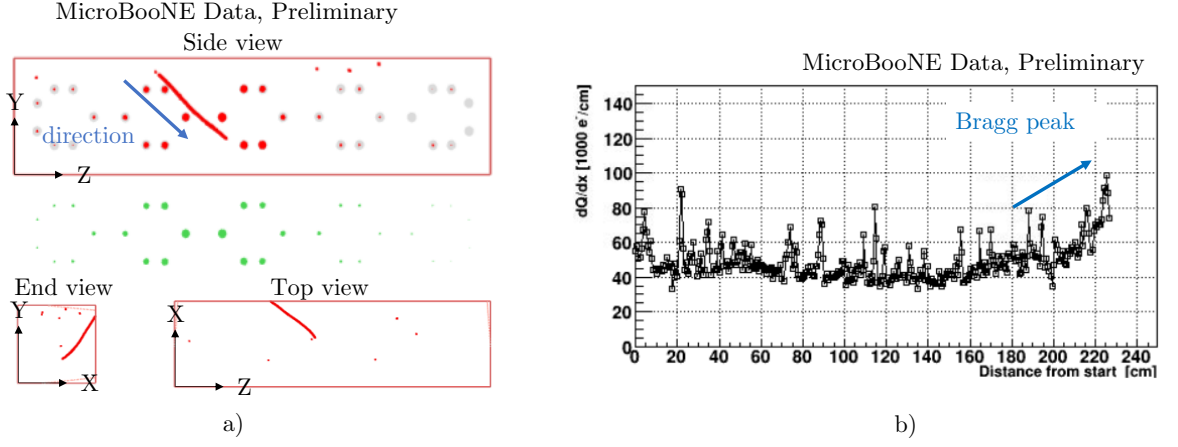 MicroBooNE Data, Preliminary
Side view
Y
direction
Z
End view
Y
X
Top view
X
Z
a)
MicroBooNE Data, Preliminary
dQ/dx [1000 e⁻/cm]
140
120
100
80
60
40
20
0
Bragg peak
0 20 40 60 80 100 120 140 160 180 200 220 240
Distance from start [cm]
b)